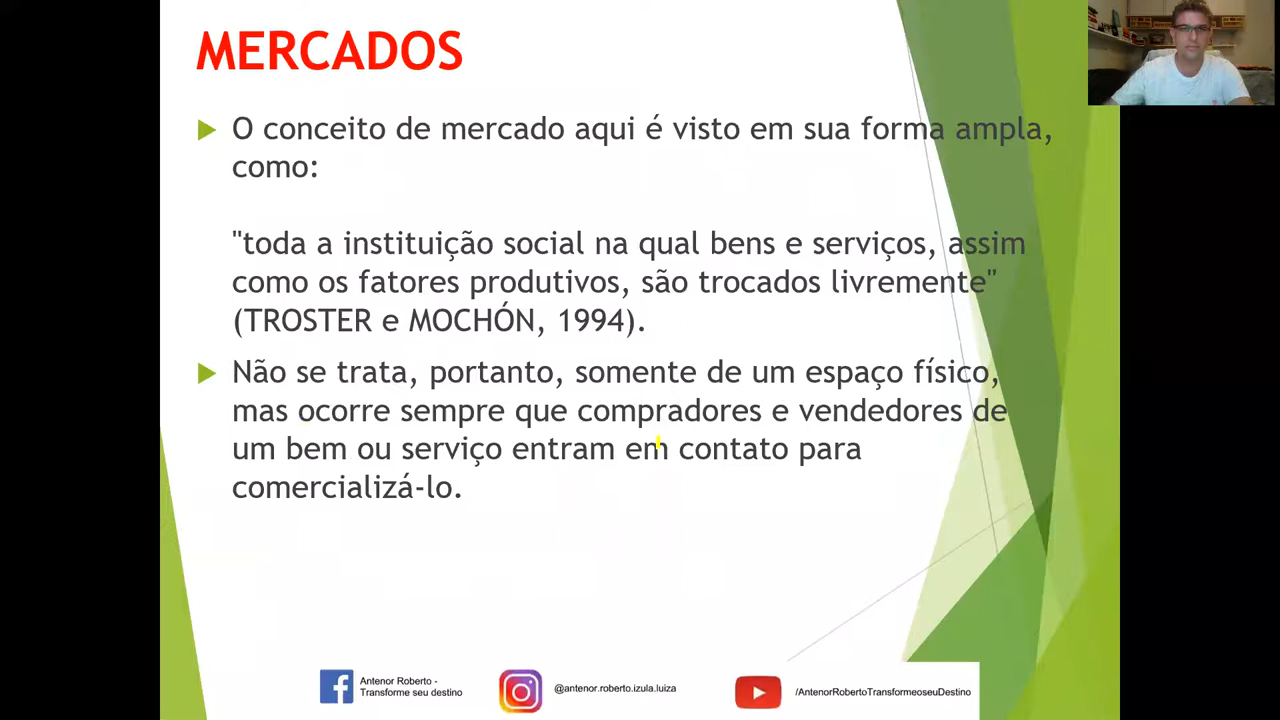 MERCADOS
O conceito de mercado aqui é visto em sua forma ampla,
como:
"toda a instituição social na qual bens e serviços, assim
como os fatores produtivos, são trocados livremente"
(TROSTER e MOCHÓN, 1994).
Não se trata, portanto, somente de um espaço físico,
mas ocorre sempre que compradores e vendedores de
um bem ou serviço entram em contato para
comercializá-lo.
Antenor Roberto -
Transforme seu destino
@antenor.roberto.izula.luiza
/AntenorRobertoTransformeoseuDestino